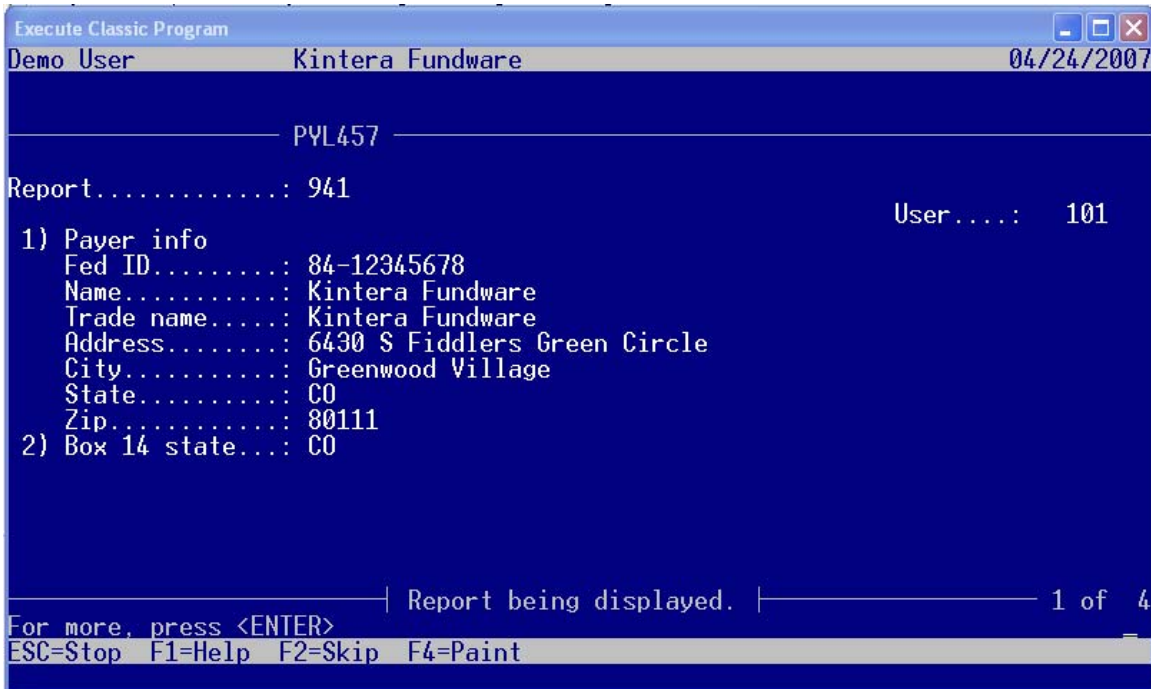 Execute Classic Program
Demo User Kintera Fundware 04/24/2007
PYL457
Report..............: 941
User....: 101
1) Payer info
Fed ID.........: 84-12345678
Name...........: Kintera Fundware
Trade name.....: Kintera Fundware
Address........: 6430 S Fiddlers Green Circle
City...........: Greenwood Village
State..........: CO
Zip............: 80111
2) Box 14 state...: CO
Report being displayed. 1 of 4
For more, press <ENTER>
ESC=Stop F1=Help F2=Skip F4=Paint